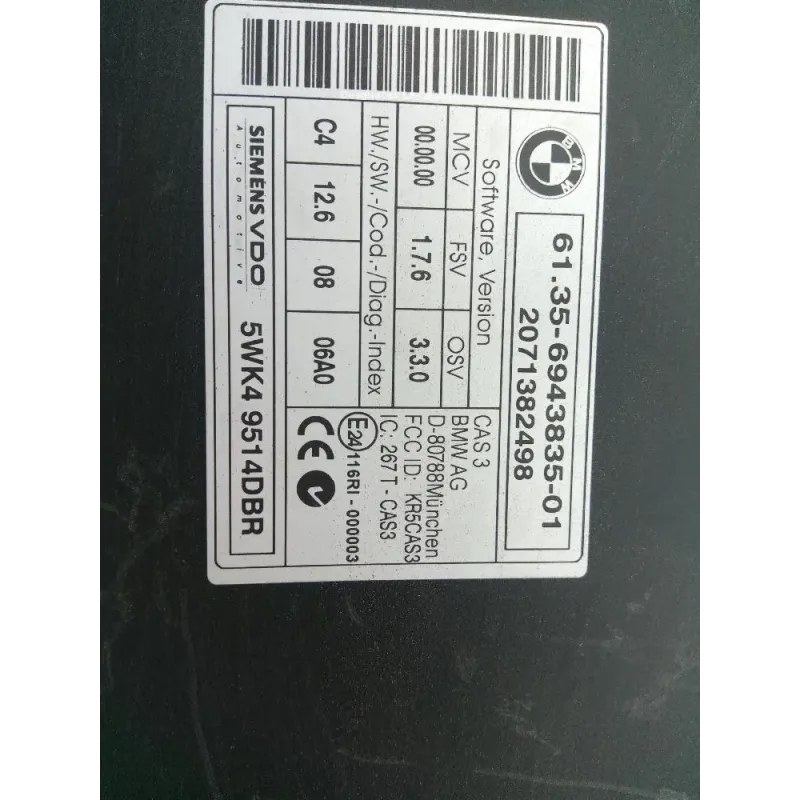 BMW
61.35-6943835-01
2071382498
Software, Version
MCV FSV OSV
00.00.00 1.7.6 3.3.0
HW./SW.-/Cod.-/Diag.-Index
C4 12.6 08 06A0
CAS 3
BMW AG
D-80788München
FCC ID: KR5CAS3
IC: 267 T - CAS3
E24 116RI - 000003
CE
SIEMENS VDO
Automotive
5WK4 9514DBR